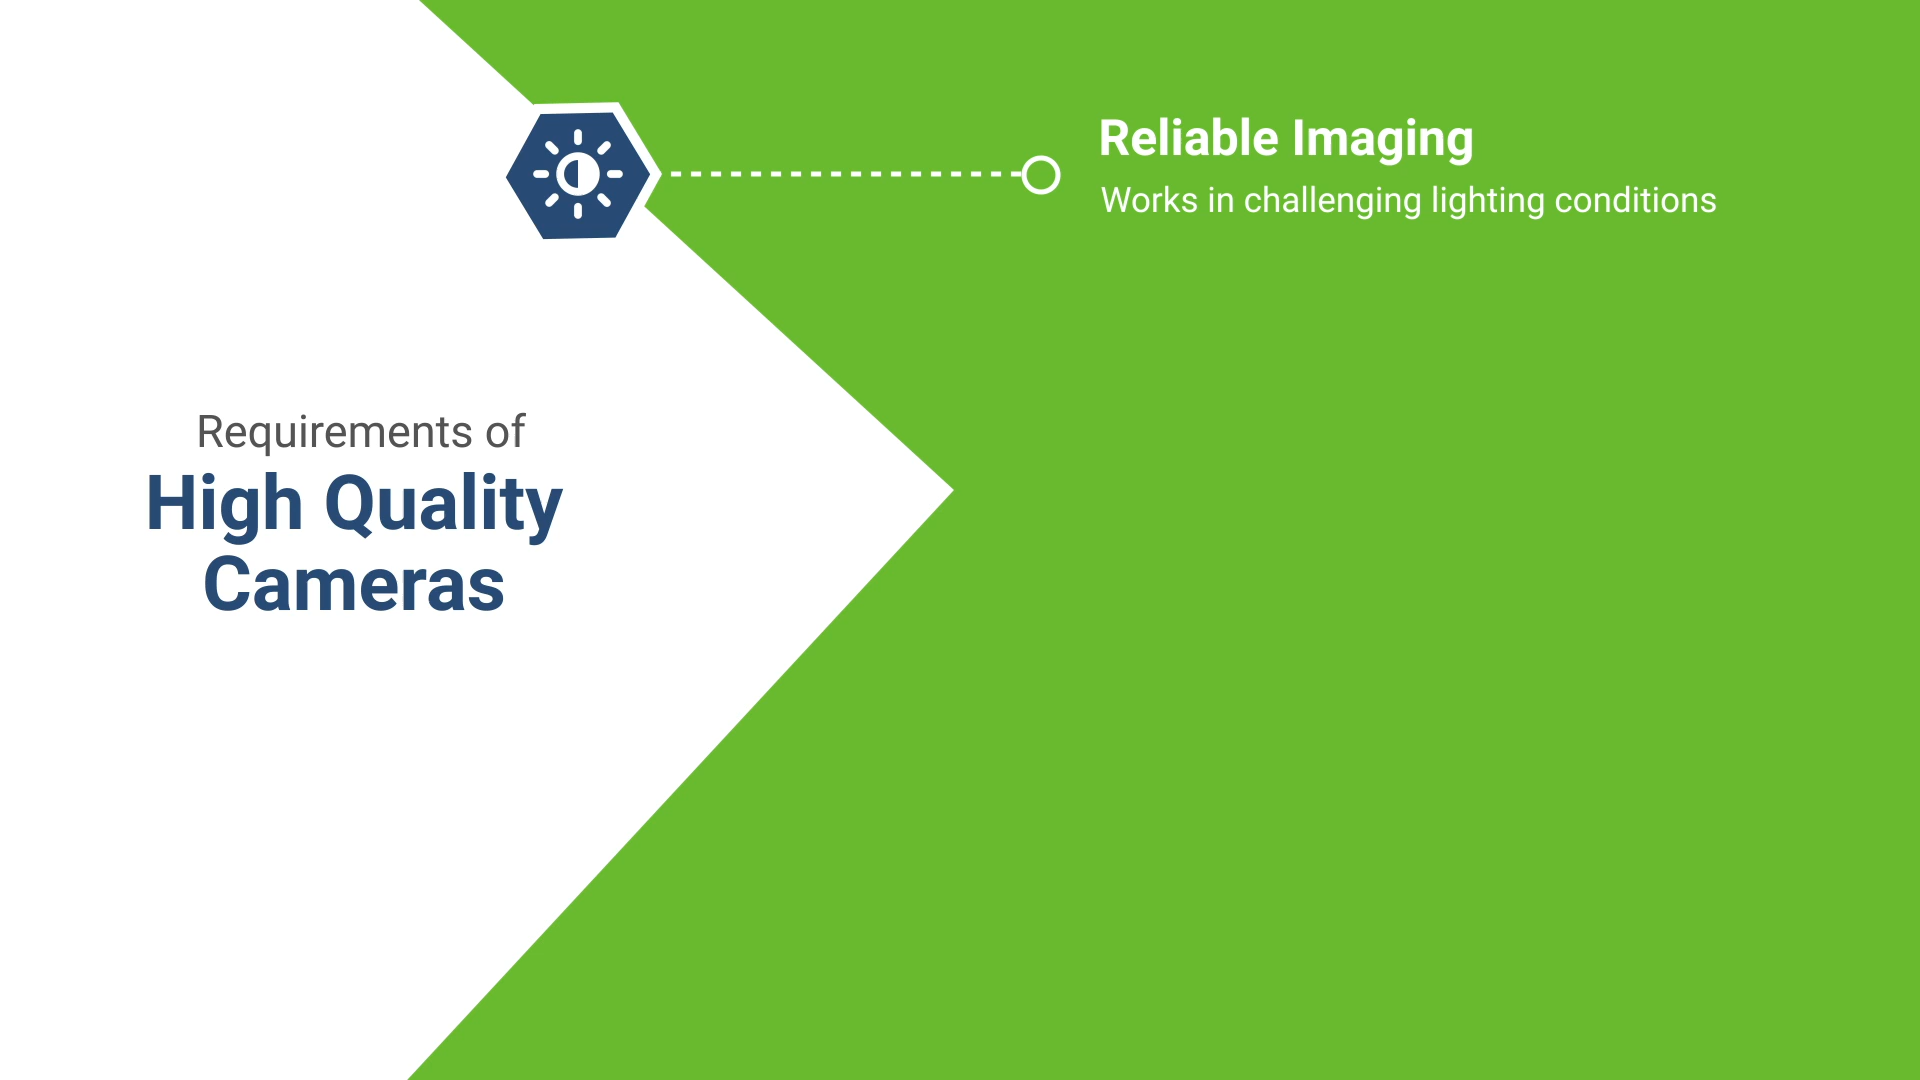 Reliable Imaging
Works in challenging lighting conditions
Requirements of
High Quality
Cameras